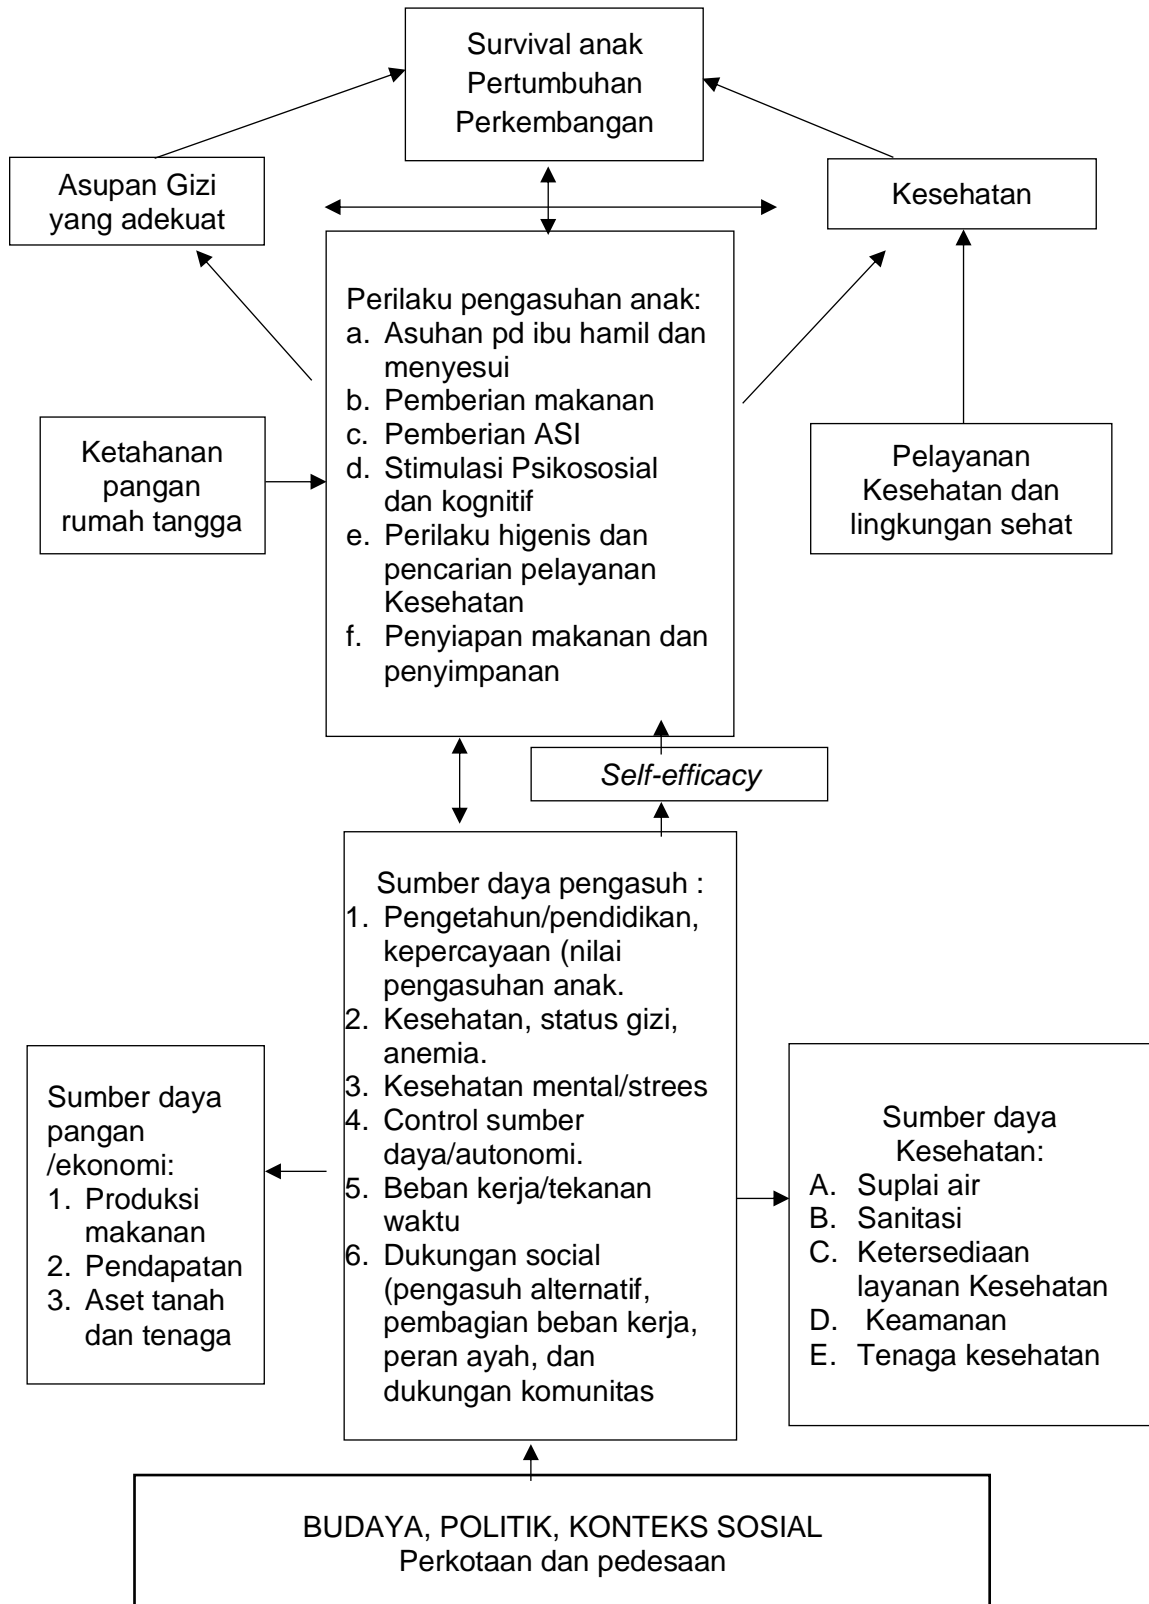 Survival anak
Pertumbuhan
Perkembangan
Asupan Gizi
yang adekuat
Kesehatan
Perilaku pengasuhan anak:
a. Asuhan pd ibu hamil dan
menyesui
b. Pemberian makanan
c. Pemberian ASI
d. Stimulasi Psikososial
dan kognitif
e. Perilaku higenis dan
pencarian pelayanan
Kesehatan
f. Penyiapan makanan dan
penyimpanan
Ketahanan
pangan
rumah tangga
Pelayanan
Kesehatan dan
lingkungan sehat
Self-efficacy
Sumber daya pengasuh :
1. Pengetahun/pendidikan,
kepercayaan (nilai
pengasuhan anak.
2. Kesehatan, status gizi,
anemia.
3. Kesehatan mental/strees
4. Control sumber
daya/autonomi.
5. Beban kerja/tekanan
waktu
6. Dukungan social
(pengasuh alternatif,
pembagian beban kerja,
peran ayah, dan
dukungan komunitas
Sumber daya
pangan
/ekonomi:
1. Produksi
makanan
2. Pendapatan
3. Aset tanah
dan tenaga
Sumber daya
Kesehatan:
A. Suplai air
B. Sanitasi
C. Ketersediaan
layanan Kesehatan
D. Keamanan
E. Tenaga kesehatan
BUDAYA, POLITIK, KONTEKS SOSIAL
Perkotaan dan pedesaan